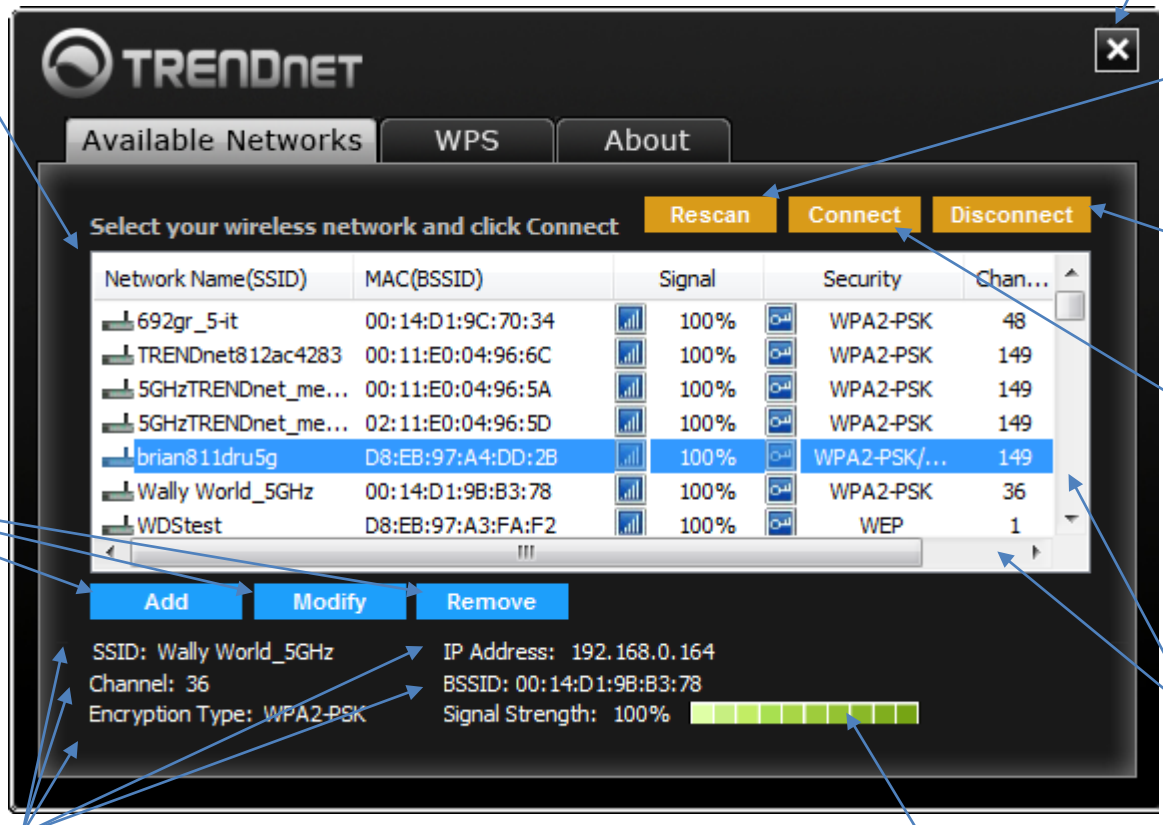 TRENDNET
Available Networks WPS About
Select your wireless network and click Connect Rescan Connect Disconnect
Network Name(SSID) MAC(BSSID) Signal Security Chan...
692gr_5-it 00:14:D1:9C:70:34 100% WPA2-PSK 48
TRENDnet812ac4283 00:11:E0:04:96:6C 100% WPA2-PSK 149
5GHzTRENDnet_me... 00:11:E0:04:96:5A 100% WPA2-PSK 149
5GHzTRENDnet_me... 02:11:E0:04:96:5D 100% WPA2-PSK 149
brian811dru5g D8:EB:97:A4:DD:2B 100% WPA2-PSK/... 149
Wally World_5GHz 00:14:D1:9B:B3:78 100% WPA2-PSK 36
WDStest D8:EB:97:A3:FA:F2 100% WEP 1
Add Modify Remove
SSID: Wally World_5GHz IP Address: 192.168.0.164
Channel: 36 BSSID: 00:14:D1:9B:B3:78
Encryption Type: WPA2-PSK Signal Strength: 100%